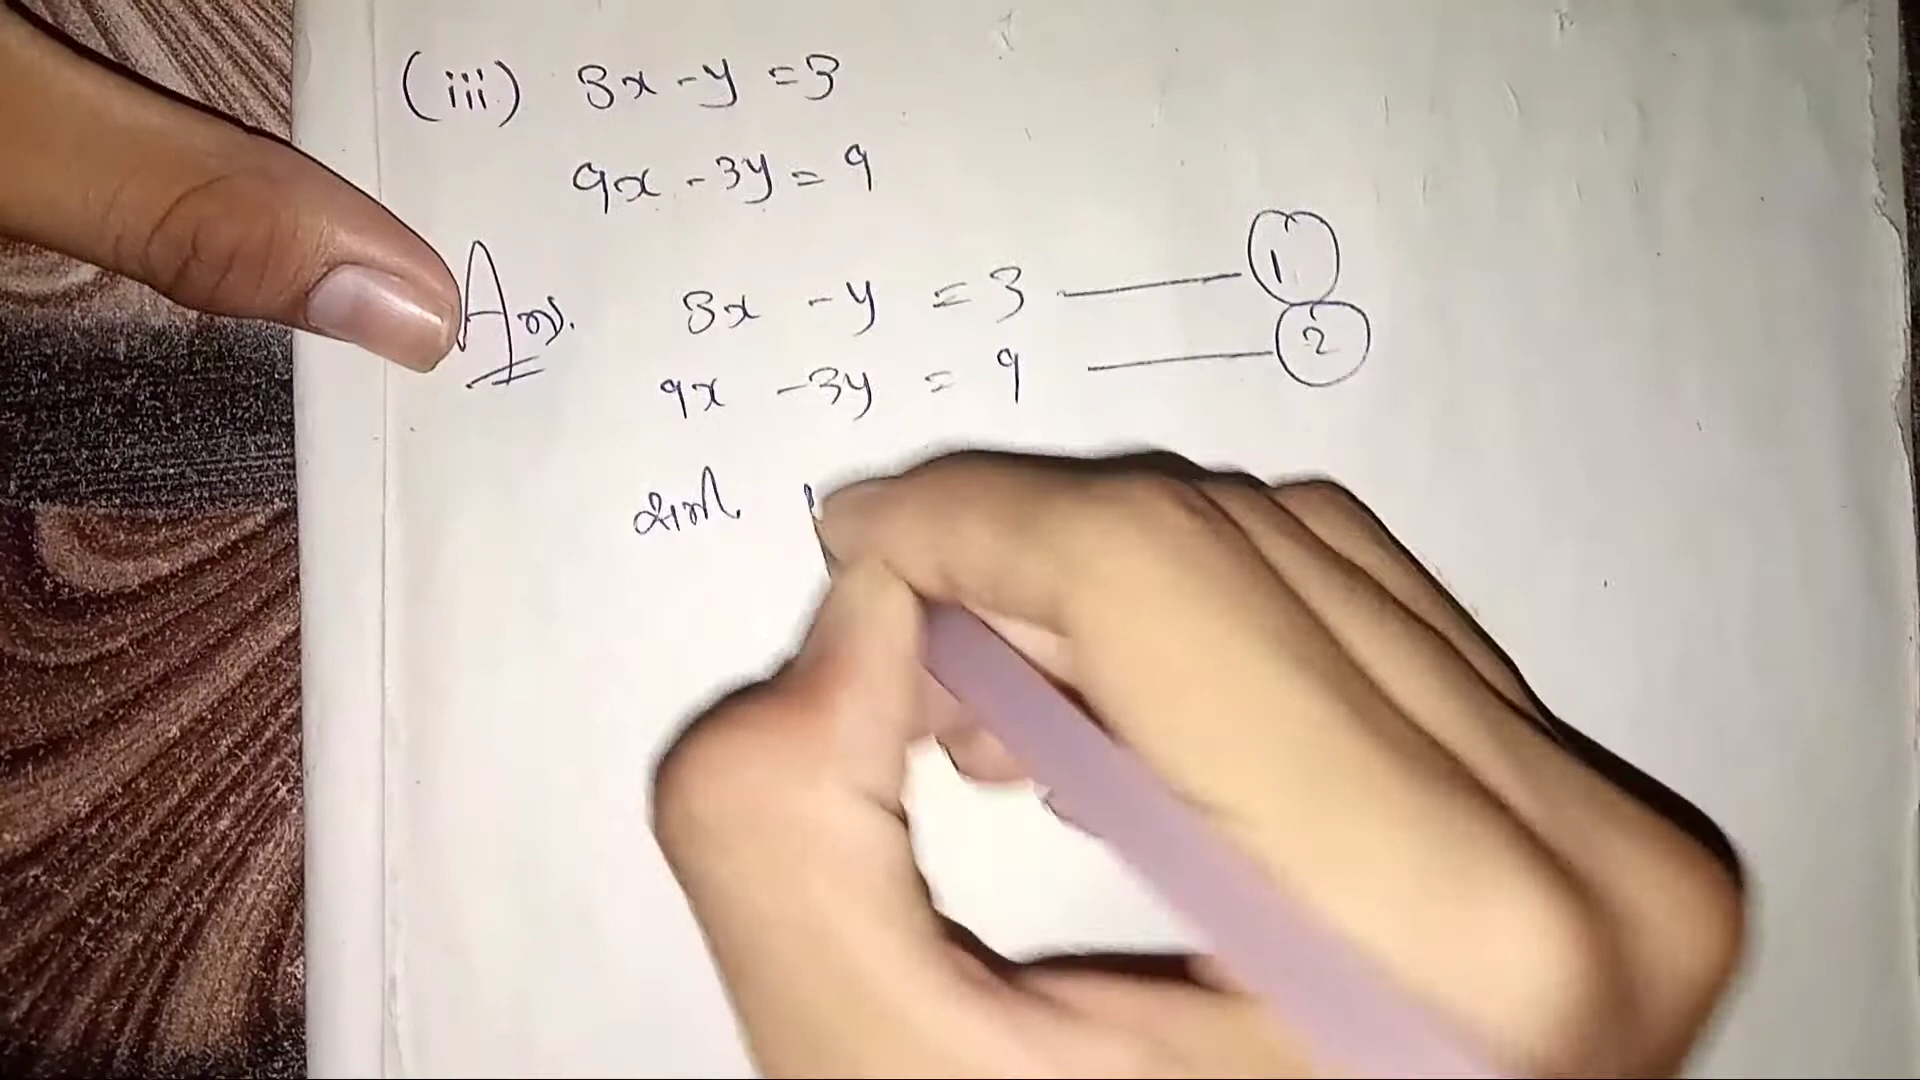 (iii) 3x - y = 3
9x - 3y = 9
Ans. 3x - y = 3 ——— 1
9x - 3y = 9 ——— 2